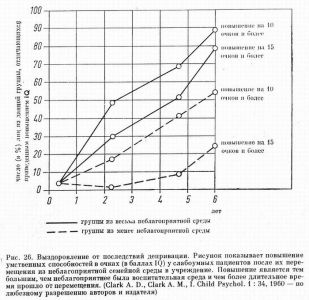 100
90
80
70
60
50
40
30
20
10
0
повышение на 10
очков и более
повышение на 15
очков и более
повышение на 10
очков и более
повышение на 15
очков и более
0 1 2 3 4 5 6
лет
группы из весьма неблагоприятной среды
группы из менее неблагоприятной среды
Рис. 26. Выздоровление от последствий депривации. Рисунок показывает повышение
умственных способностей в очках (в баллах IQ) у слабоумных пациентов после их пере-
мещения из неблагоприятной семейной среды в учреждение. Повышение является тем
большим, чем неблагоприятнее была воспитательная среда и чем более длительное вре-
мя прошло от перемещения. (Clark A. D., Clark A. M., I. Child Psychol. 1 : 34, 1960 — по
любезному разрешению авторов и издателя)